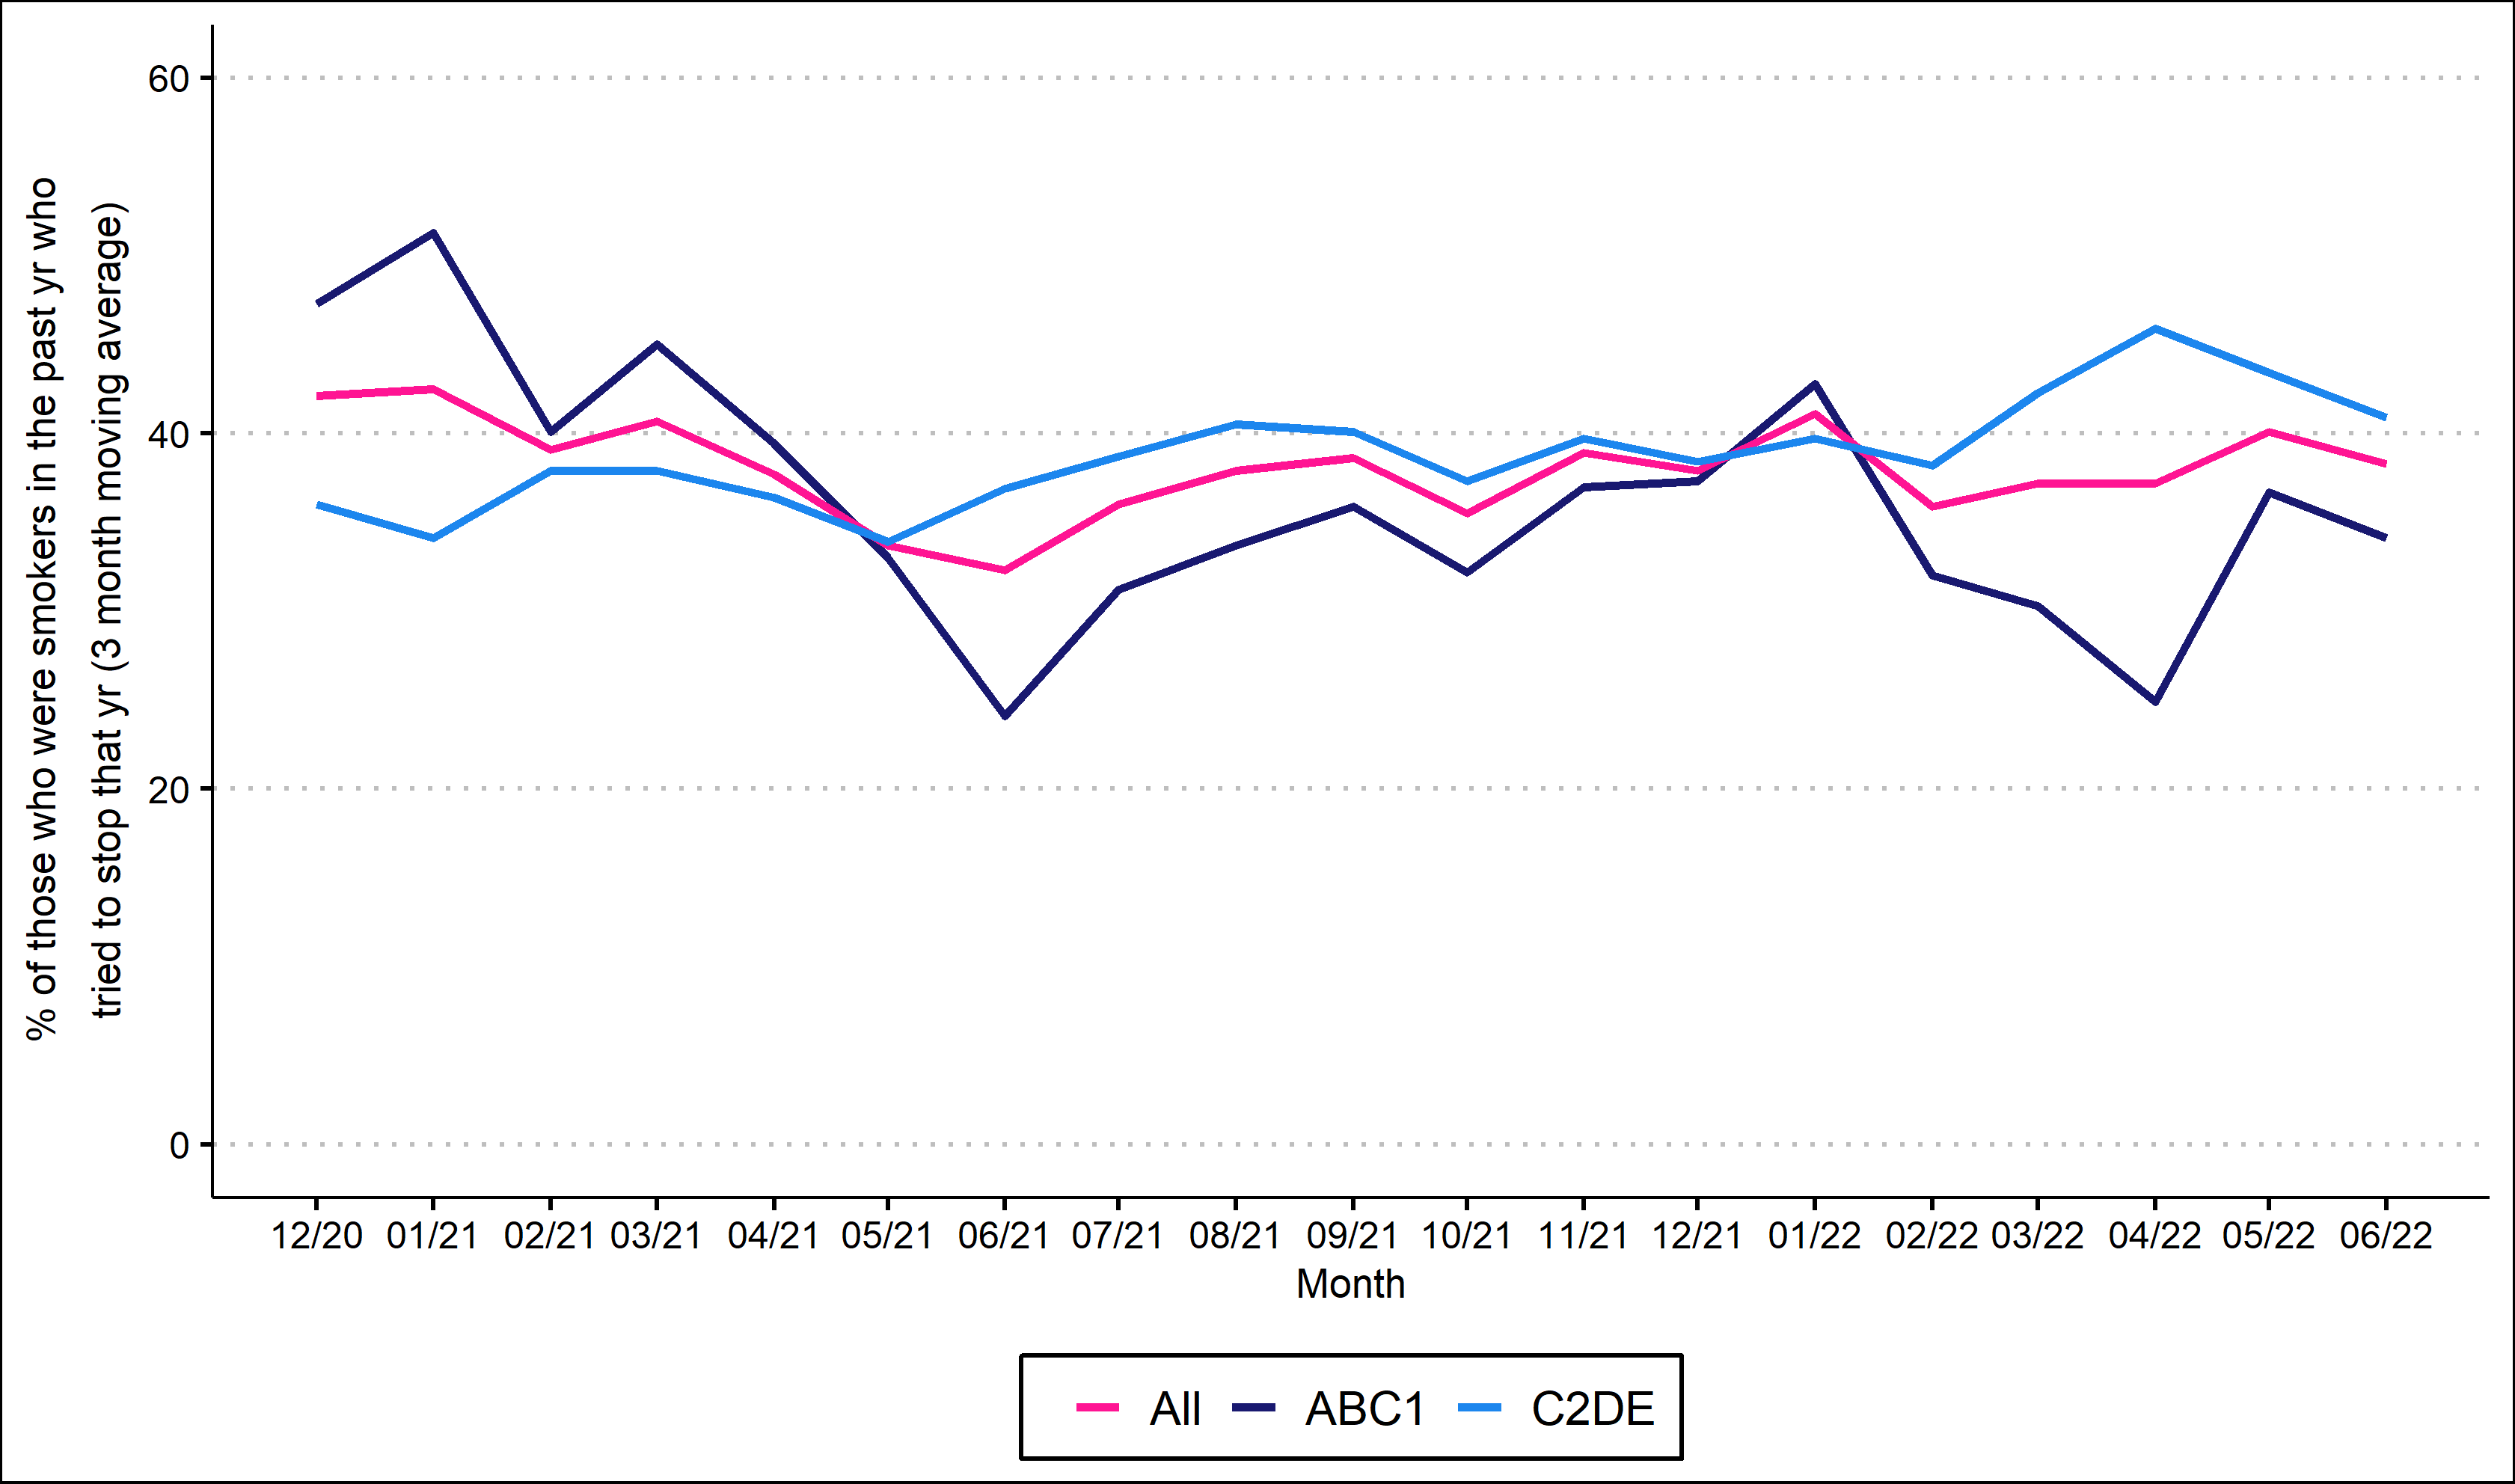 % of those who were smokers in the past yr who
tried to stop that yr (3 month moving average)
60
40
20
0
12/20 01/21 02/21 03/21 04/21 05/21 06/21 07/21 08/21 09/21 10/21 11/21 12/21 01/22 02/22 03/22 04/22 05/22 06/22
Month
All ABC1 C2DE